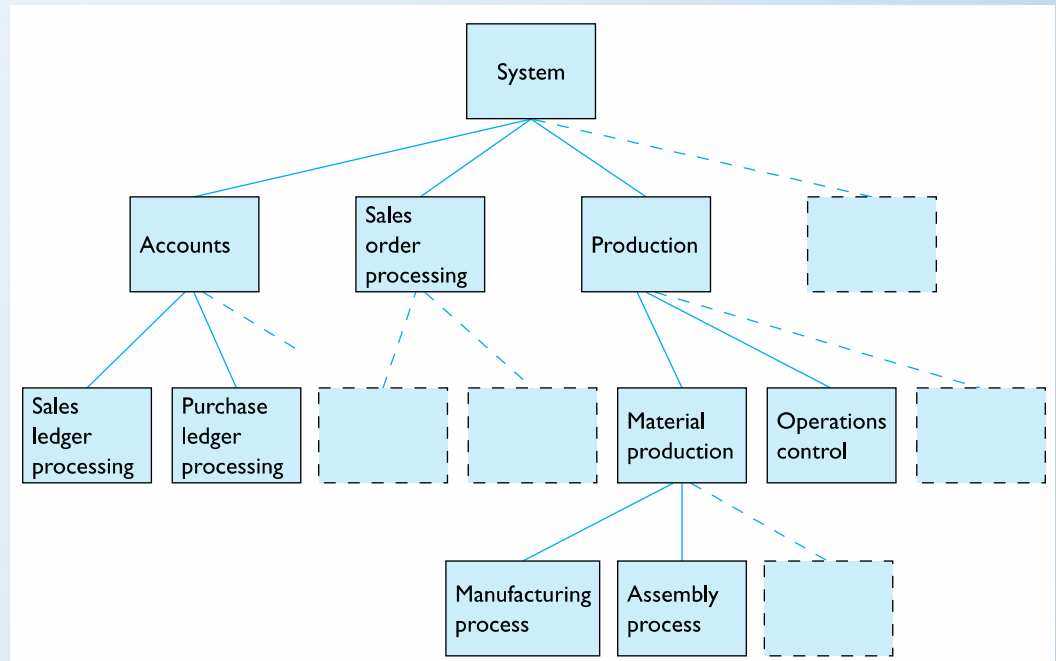 System
Accounts
Sales
order
processing
Production
Sales
ledger
processing
Purchase
ledger
processing
Material
production
Operations
control
Manufacturing
process
Assembly
process